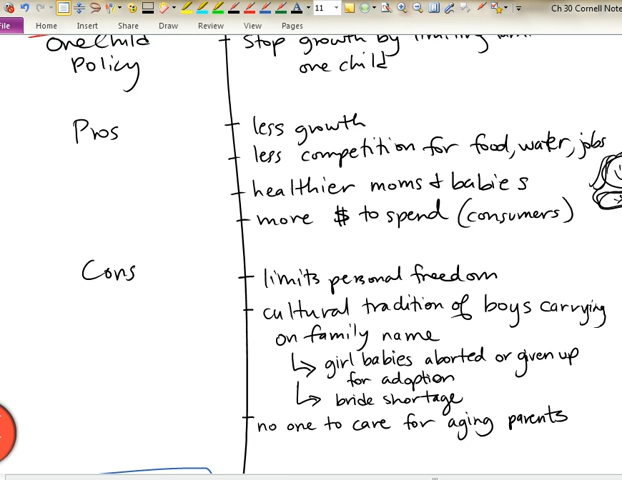 11
Ch 30 Cornell Note
File
Home
Insert
Share
Draw
Review
View
Pages
One Child
Policy
Stop growth by limiting
one child
Pros
less growth
less competition for food, water, jobs
healthier moms & babies
more $ to spend (consumers)
Cons
limits personal freedom
cultural tradition of boys carrying
on family name
↳ girl babies aborted or given up
for adoption
↳ bride shortage
no one to care for aging parents